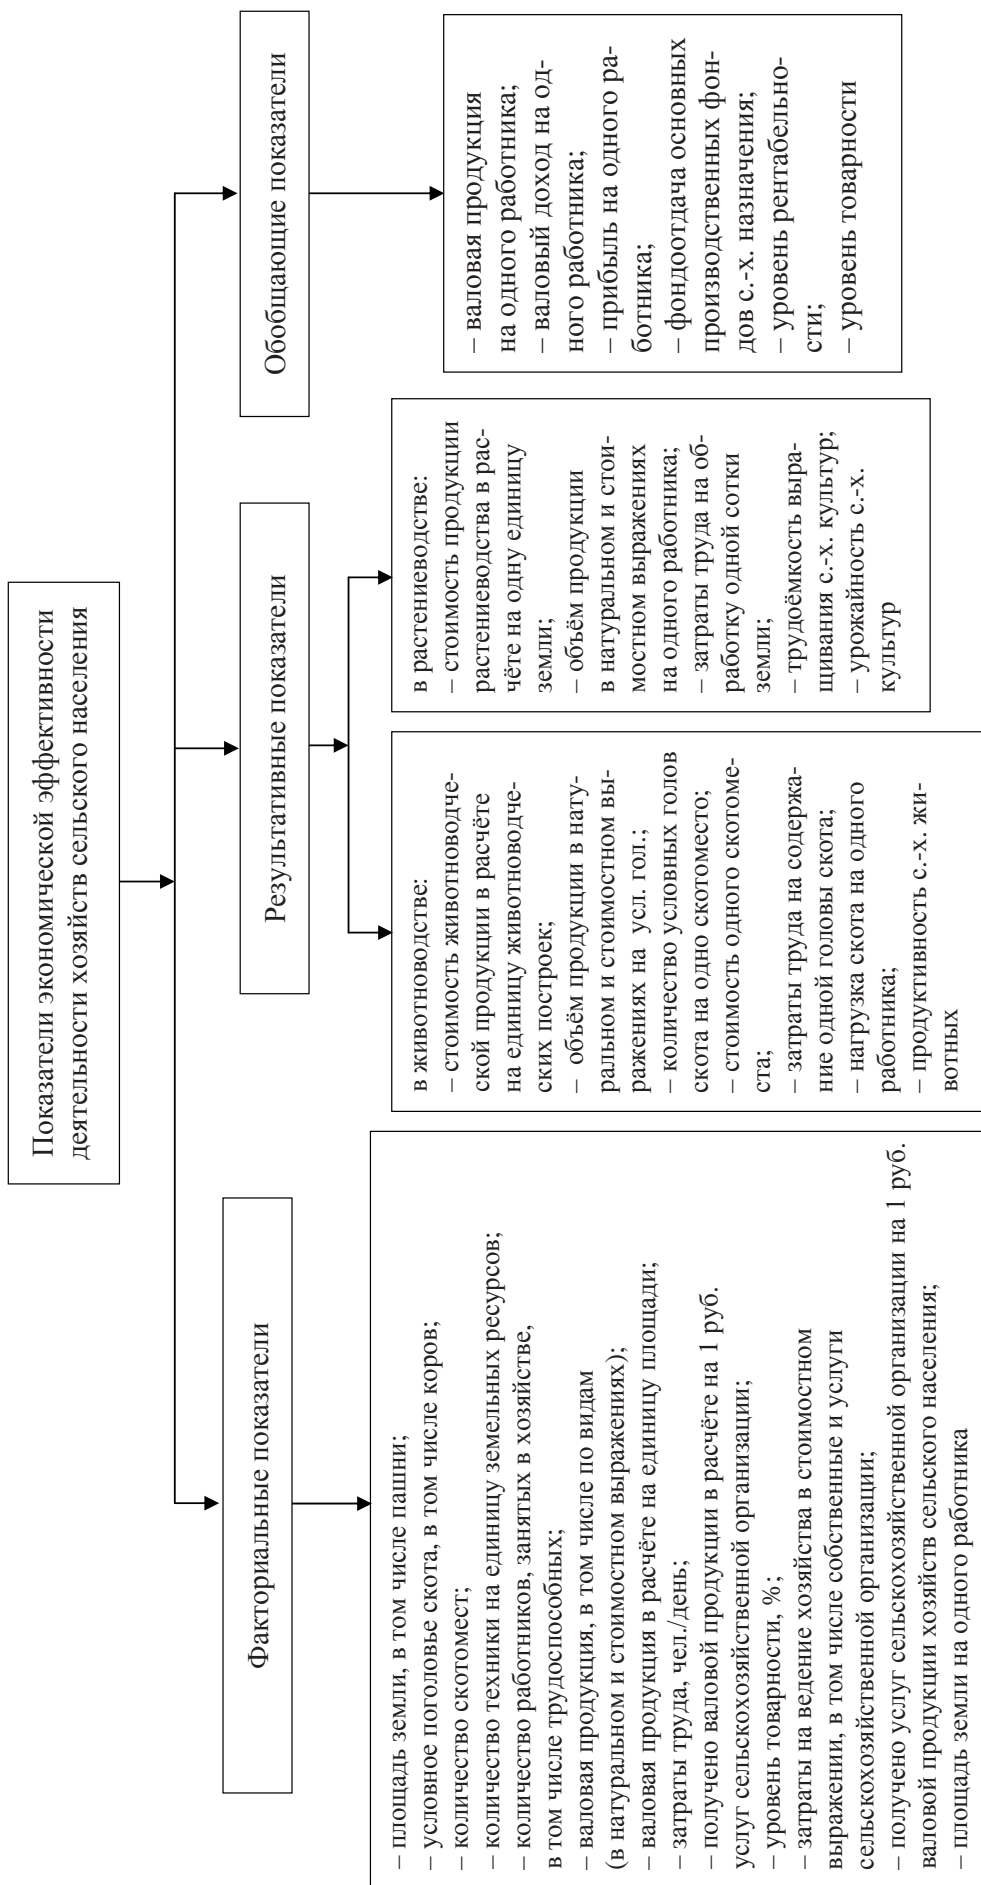 Показатели экономической эффективности
деятельности хозяйств сельского населения
Факториальные показатели
– площадь земли, в том числе пашни;
– условное поголовье скота, в том числе коров;
– количество скотомест;
– количество техники на единицу земельных ресурсов;
– количество работников, занятых в хозяйстве,
в том числе трудоспособных;
– валовая продукция, в том числе по видам
(в натуральном и стоимостном выражениях);
– валовая продукция в расчёте на единицу площади;
– затраты труда, чел./день;
– получено валовой продукции в расчёте на 1 руб.
услуг сельскохозяйственной организации;
– уровень товарности, %;
– затраты на ведение хозяйства в стоимостном
выражении, в том числе собственные и услуги
сельскохозяйственной организации;
– получено услуг сельскохозяйственной организации на 1 руб.
валовой продукции хозяйств сельского населения;
– площадь земли на одного работника
Результативные показатели
в животноводстве:
– стоимость животноводче-
ской продукции в расчёте
на единицу животноводче-
ских построек;
– объём продукции в нату-
ральном и стоимостном вы-
ражениях на усл. гол.;
– количество условных голов
скота на одно скотоместо;
– стоимость одного скотоме-
ста;
– затраты труда на содержа-
ние одной головы скота;
– нагрузка скота на одного
работника;
– продуктивность с.-х. жи-
вотных
в растениеводстве:
– стоимость продукции
растениеводства в рас-
чёте на одну единицу
земли;
– объём продукции
в натуральном и стои-
мостном выражениях
на одного работника;
– затраты труда на об-
работку одной сотки
земли;
– трудоёмкость выра-
щивания с.-х. культур;
– урожайность с.-х.
культур
Обобщающие показатели
– валовая продукция
на одного работника;
– валовый доход на од-
ного работника;
– прибыль на одного ра-
ботника;
– фондоотдача основных
производственных фон-
дов с.-х. назначения;
– уровень рентабельно-
сти;
– уровень товарности